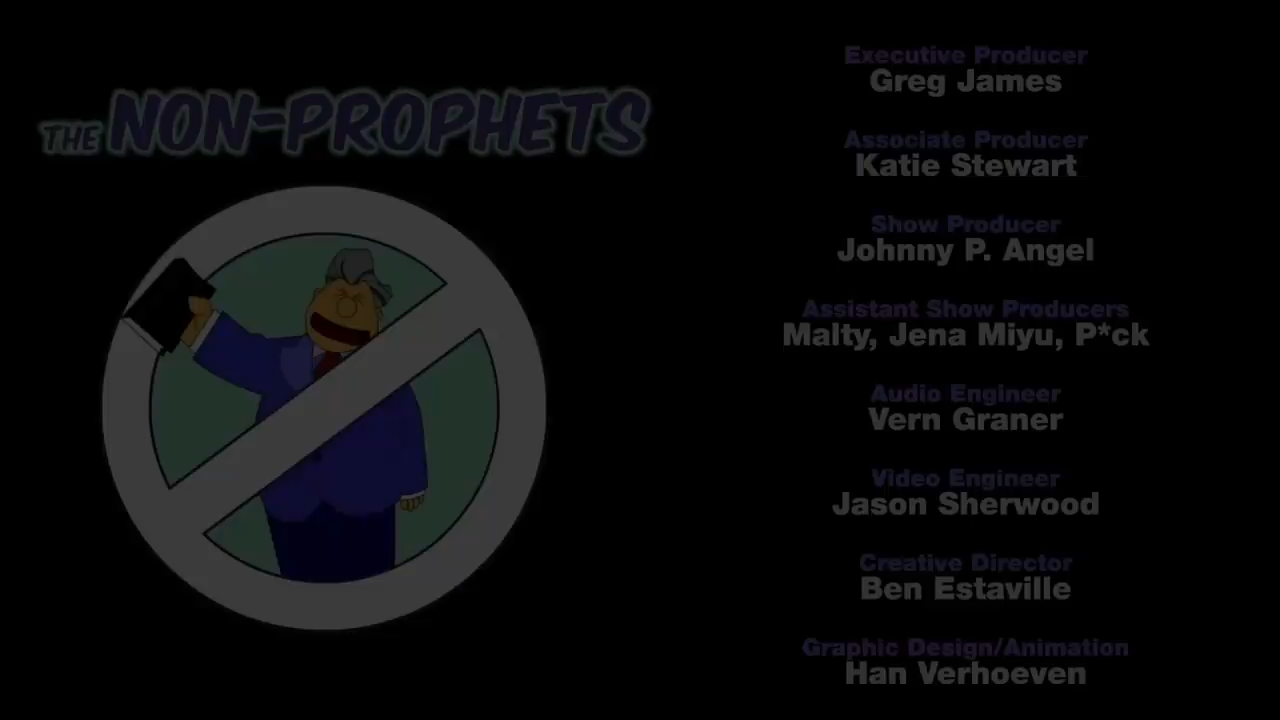 THE NON-PROPHETS
Executive Producer
Greg James
Associate Producer
Katie Stewart
Show Producer
Johnny P. Angel
Assistant Show Producers
Malty, Jena Miyu, P*ck
Audio Engineer
Vern Graner
Video Engineer
Jason Sherwood
Creative Director
Ben Estaville
Graphic Design/Animation
Han Verhoeven